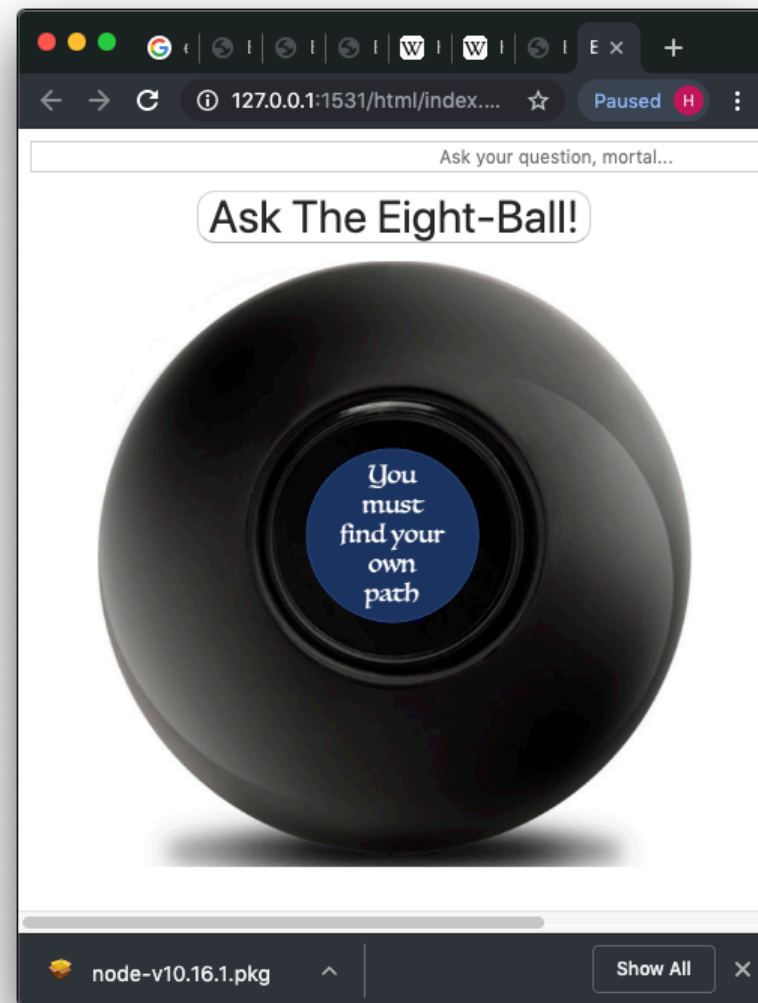 E
127.0.0.1:1531/html/index....
Paused
H
Ask your question, mortal...
Ask The Eight-Ball!
You
must
find your
own
path
node-v10.16.1.pkg
Show All